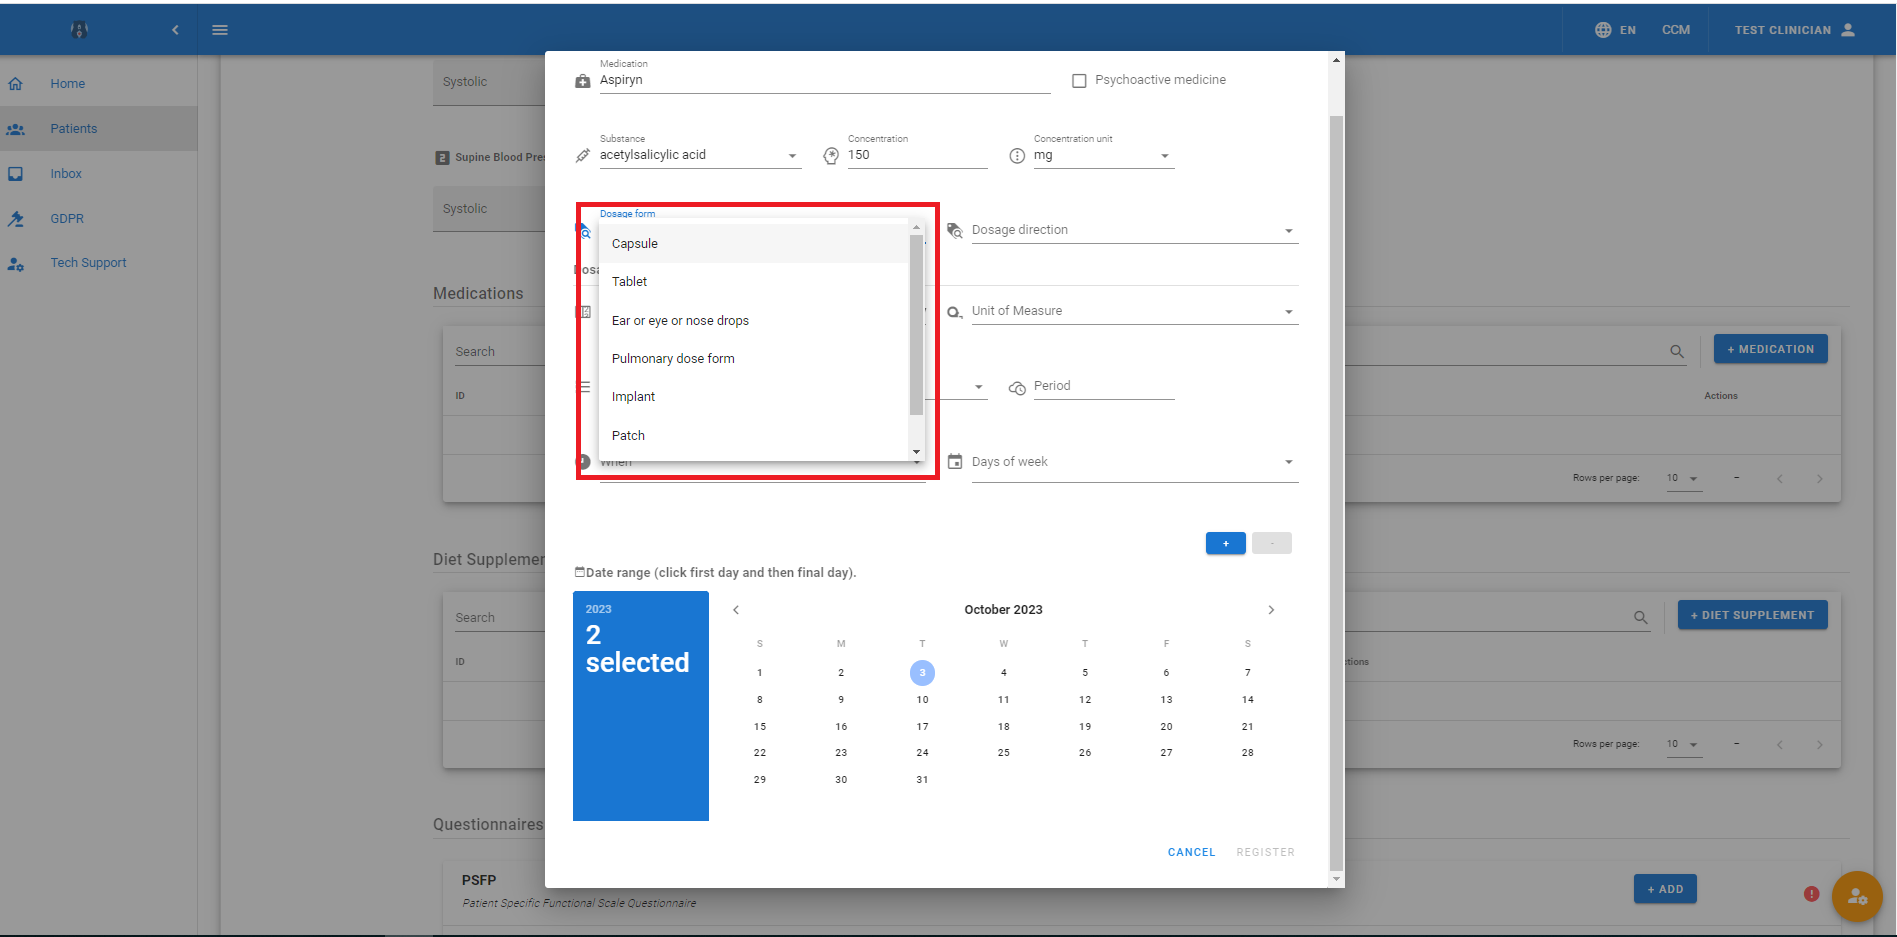 EN
CCM
TEST CLINICIAN
Home
Patients
Inbox
GDPR
Tech Support
Systolic
2 Supine Blood Pre
Systolic
Medications
Search
+ MEDICATION
ID
Actions
Rows per page: 10 –
Diet Supplemen
Search
+ DIET SUPPLEMENT
ID
ctions
Rows per page: 10 –
Questionnaires
PSFP
Patient Specific Functional Scale Questionnaire
+ ADD
Medication
Aspiryn
Psychoactive medicine
Substance
acetylsalicylic acid
Concentration
150
Concentration unit
mg
Dosage form
Capsule
Tablet
Ear or eye or nose drops
Pulmonary dose form
Implant
Patch
Dosage direction
Unit of Measure
Period
When
Days of week
+
-
Date range (click first day and then final day).
2023
2
selected
October 2023
S M T W T F S
1 2 3 4 5 6 7
8 9 10 11 12 13 14
15 16 17 18 19 20 21
22 23 24 25 26 27 28
29 30 31
CANCEL
REGISTER